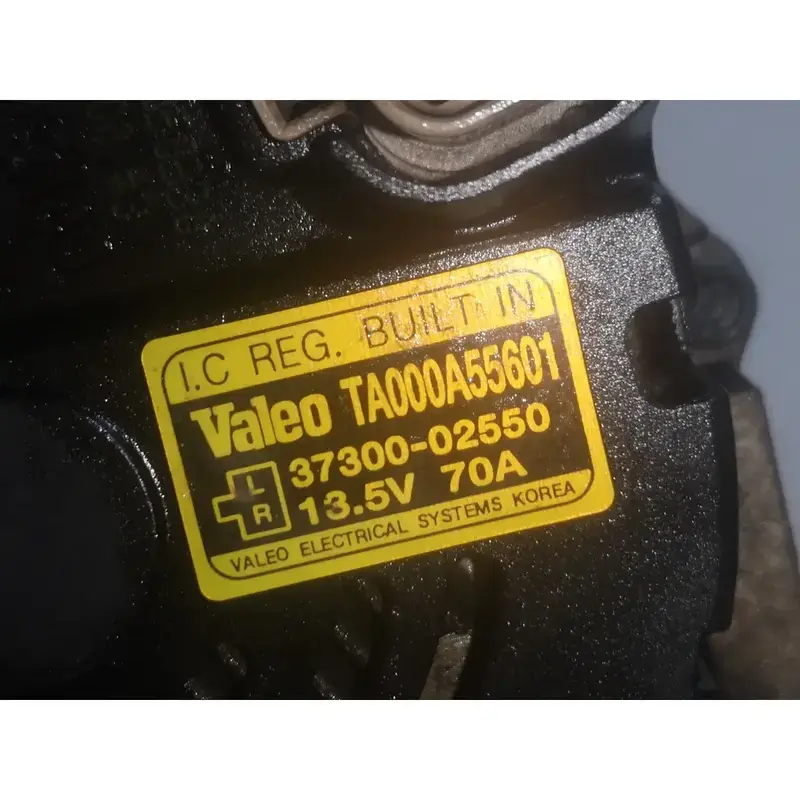 I.C REG. BUILT IN
Valeo TA000A55601
37300-02550
L
R
13.5V 70A
VALEO ELECTRICAL SYSTEMS KOREA